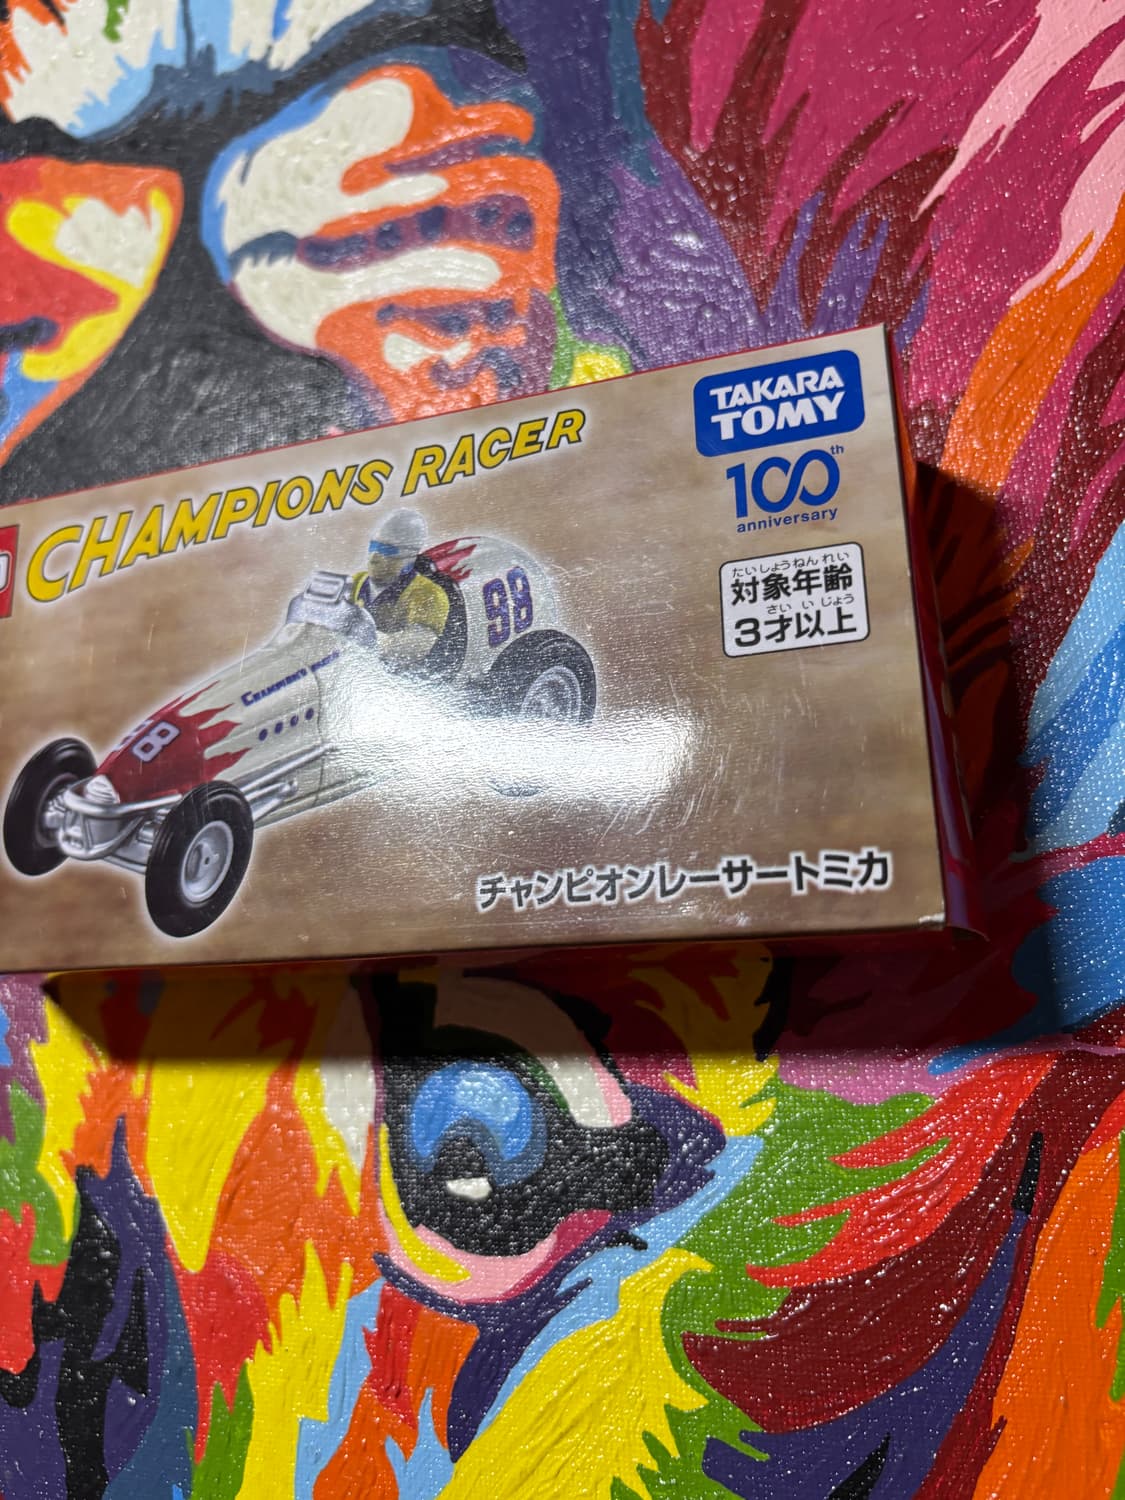 CHAMPIONS RACER
TAKARA
TOMY
100th
anniversary
たいしょうねんれい
対象年齢
さい い じょう
3才以上
98
CHAMPION'S
98
チャンピオンレーサートミカ